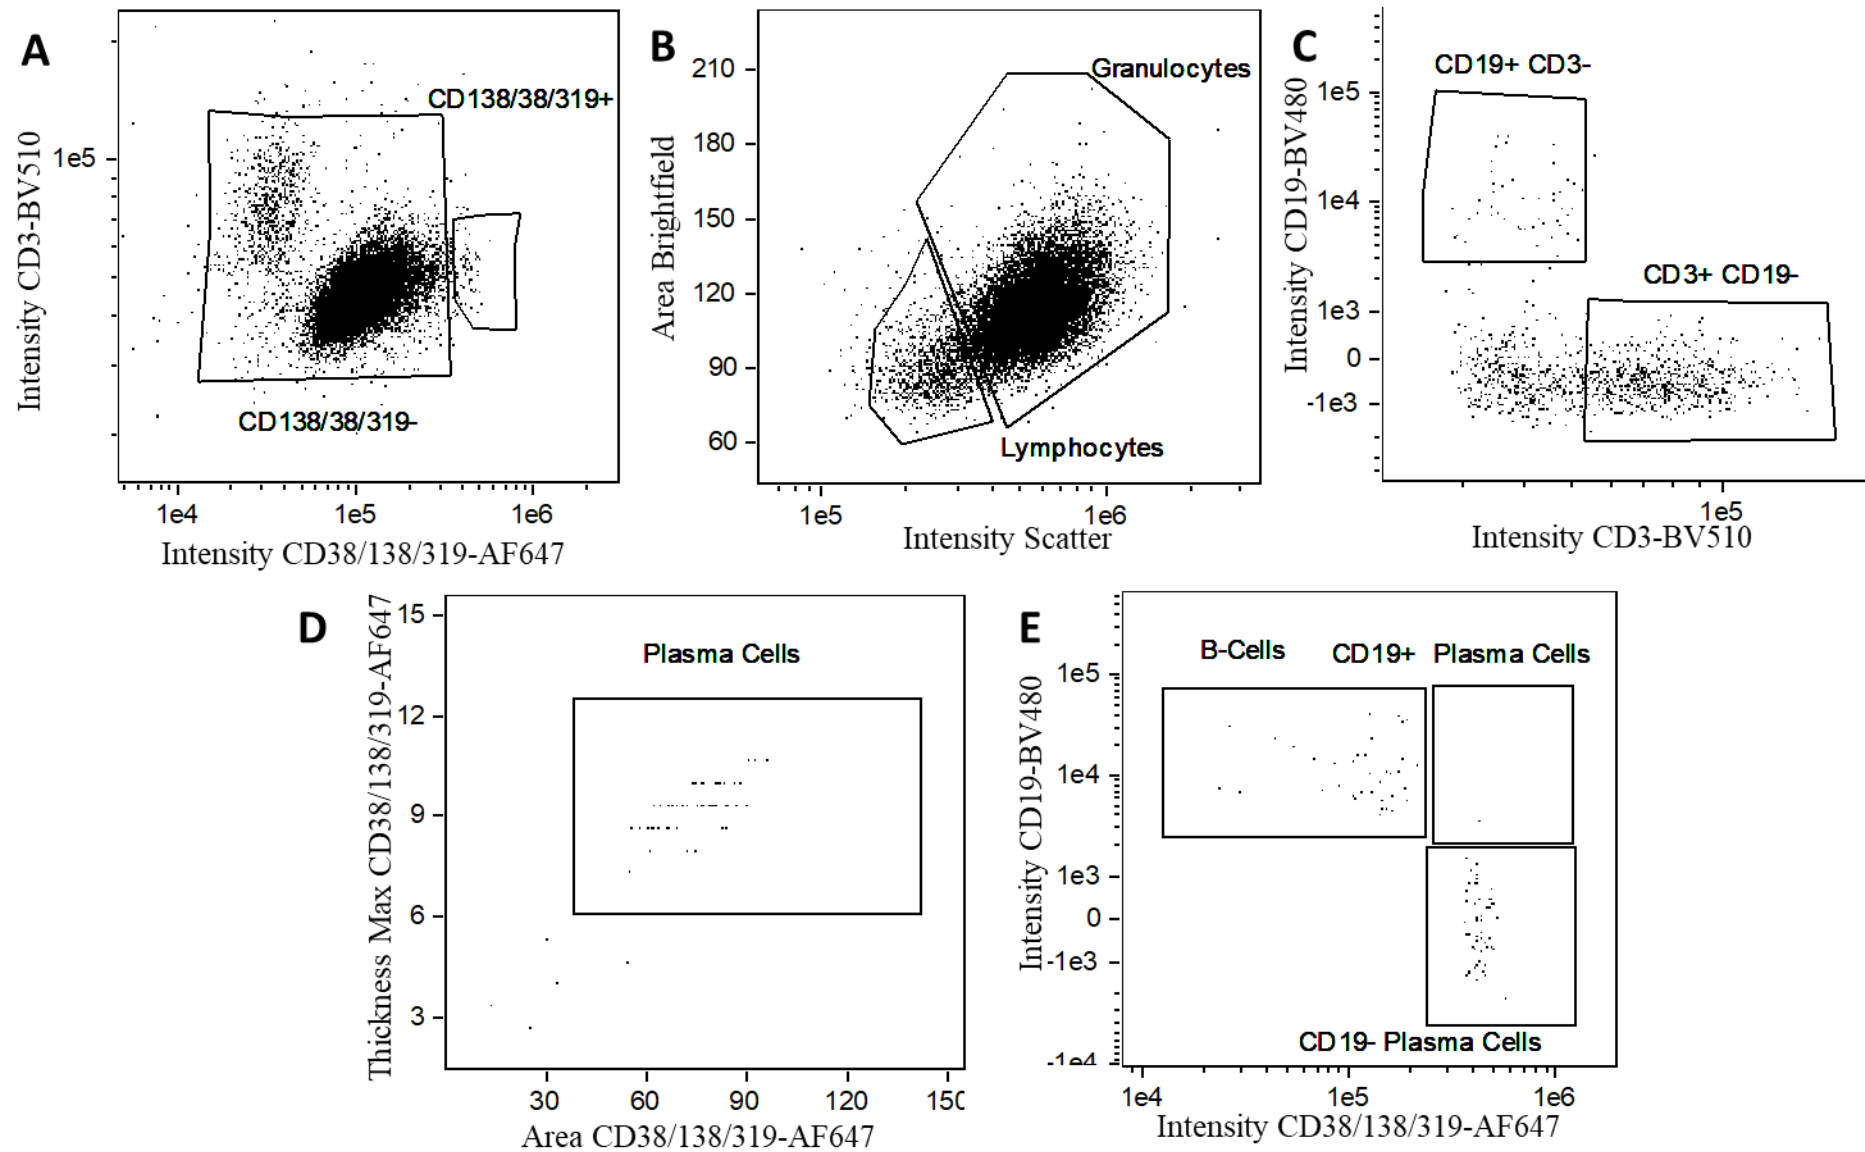 A
CD138/38/319+
Intensity CD3-BV510
1e5
CD138/38/319-
1e4
1e5
1e6
Intensity CD38/138/319-AF647
B
Granulocytes
Area Brightfield
210
180
150
120
90
60
Lymphocytes
1e5
1e6
Intensity Scatter
C
CD19+ CD3-
Intensity CD19-BV480
1e5
1e4
CD3+ CD19-
1e3
0
-1e3
1e5
Intensity CD3-BV510
D
Plasma Cells
Thickness Max CD38/138/319-AF647
15
12
9
6
3
30
60
90
120
150
Area CD38/138/319-AF647
E
B-Cells
CD19+ Plasma Cells
Intensity CD19-BV480
1e5
1e4
1e3
0
-1e3
-1e4
CD19- Plasma Cells
1e4
1e5
1e6
Intensity CD38/138/319-AF647